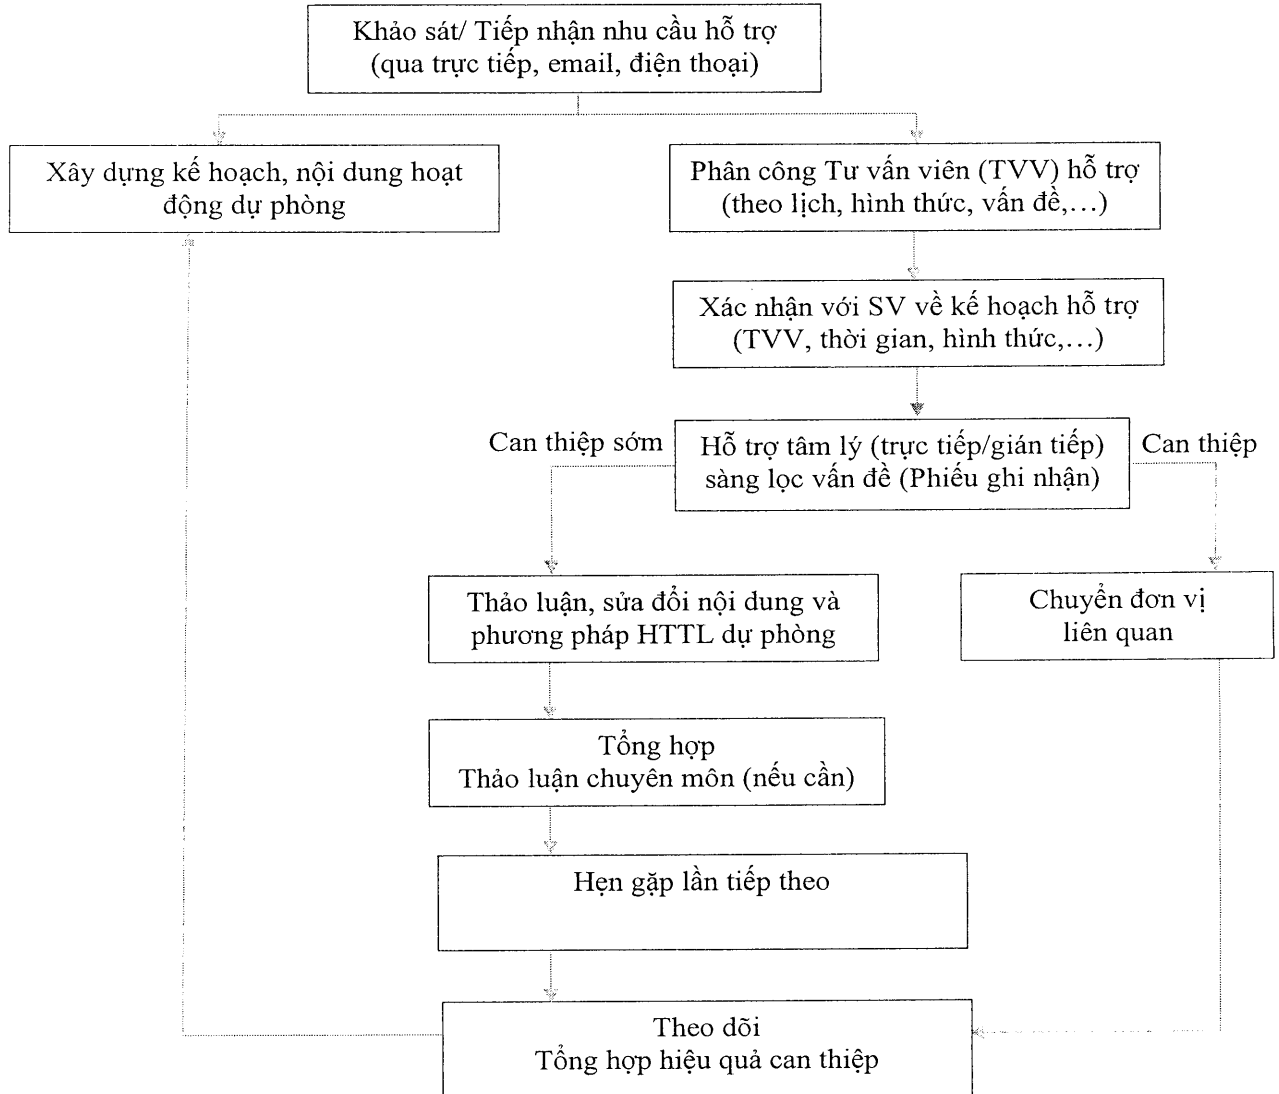 Khảo sát/ Tiếp nhận nhu cầu hỗ trợ
(qua trực tiếp, email, điện thoại)
Xây dựng kế hoạch, nội dung hoạt
động dự phòng
Phân công Tư vấn viên (TVV) hỗ trợ
(theo lịch, hình thức, vấn đề,…)
Xác nhận với SV về kế hoạch hỗ trợ
(TVV, thời gian, hình thức,…)
Can thiệp sớm
Hỗ trợ tâm lý (trực tiếp/gián tiếp)
sàng lọc vấn đề (Phiếu ghi nhận)
Can thiệp
Thảo luận, sửa đổi nội dung và
phương pháp HTTL dự phòng
Chuyển đơn vị
liên quan
Tổng hợp
Thảo luận chuyên môn (nếu cần)
Hẹn gặp lần tiếp theo
Theo dõi
Tổng hợp hiệu quả can thiệp